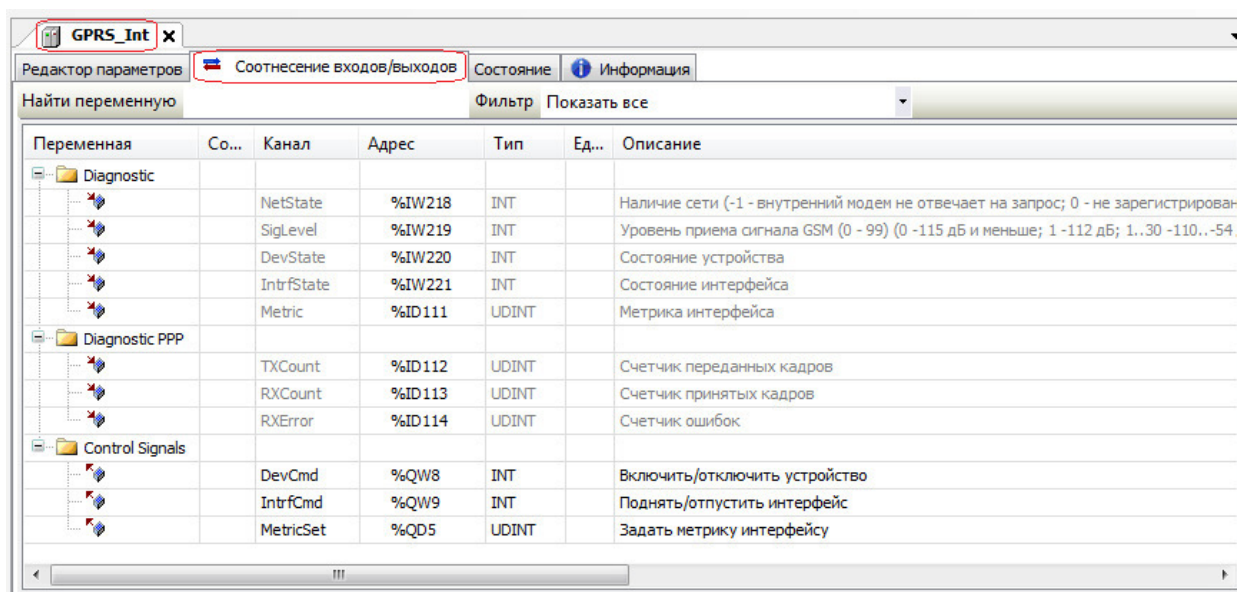 GPRS_Int
Редактор параметров Соотнесение входов/выходов Состояние Информация
Найти переменную Фильтр Показать все
Переменная Со... Канал Адрес Тип Ед... Описание
Diagnostic
NetState %IW218 INT Наличие сети (-1 - внутренний модем не отвечает на запрос; 0 - не зарегистрирован
SigLevel %IW219 INT Уровень приема сигнала GSM (0 - 99) (0 -115 дБ и меньше; 1 -112 дБ; 1..30 -110..-54
DevState %IW220 INT Состояние устройства
IntrfState %IW221 INT Состояние интерфейса
Metric %ID111 UDINT Метрика интерфейса
Diagnostic PPP
TXCount %ID112 UDINT Счетчик переданных кадров
RXCount %ID113 UDINT Счетчик принятых кадров
RXError %ID114 UDINT Счетчик ошибок
Control Signals
DevCmd %QW8 INT Включить/отключить устройство
IntrfCmd %QW9 INT Поднять/отпустить интерфейс
MetricSet %QD5 UDINT Задать метрику интерфейсу